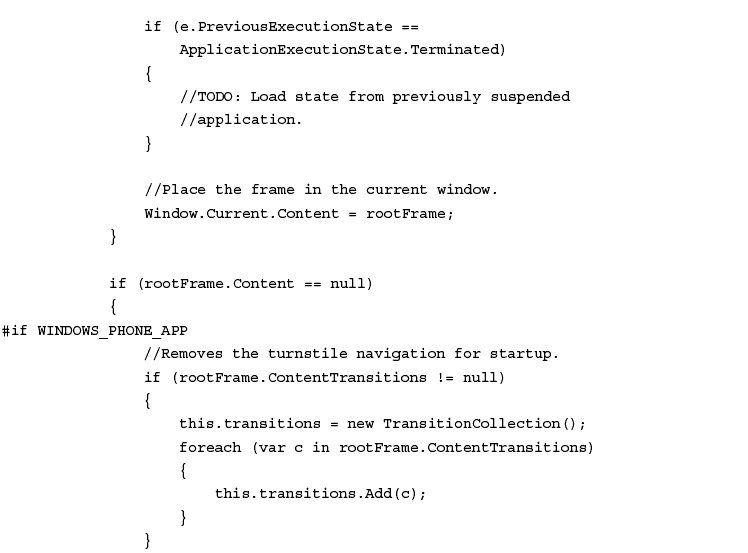 if (e.PreviousExecutionState ==
                    ApplicationExecutionState.Terminated)
                {
                    //TODO: Load state from previously suspended
                    //application.
                }

                //Place the frame in the current window.
                Window.Current.Content = rootFrame;
            }

            if (rootFrame.Content == null)
            {
#if WINDOWS_PHONE_APP
                //Removes the turnstile navigation for startup.
                if (rootFrame.ContentTransitions != null)
                {
                    this.transitions = new TransitionCollection();
                    foreach (var c in rootFrame.ContentTransitions)
                    {
                        this.transitions.Add(c);
                    }
                }